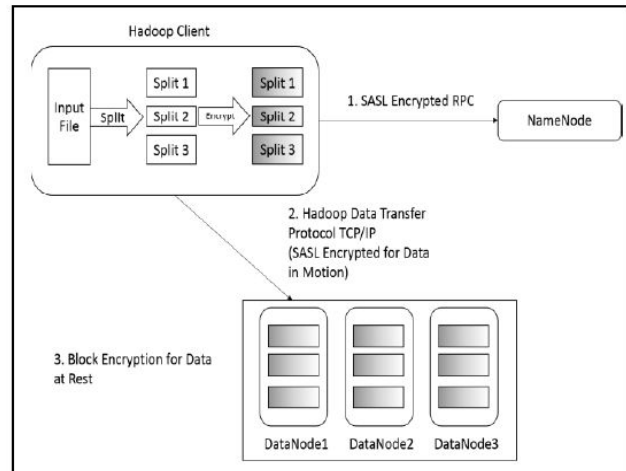 Hadoop Client
Input
File
Split
Split 1
Split 2
Split 3
Encrypt
Split 1
Split 2
Split 3
1. SASL Encrypted RPC
NameNode
2. Hadoop Data Transfer
Protocol TCP/IP
(SASL Encrypted for Data
in Motion)
3. Block Encryption for Data
at Rest
DataNode1
DataNode2
DataNode3